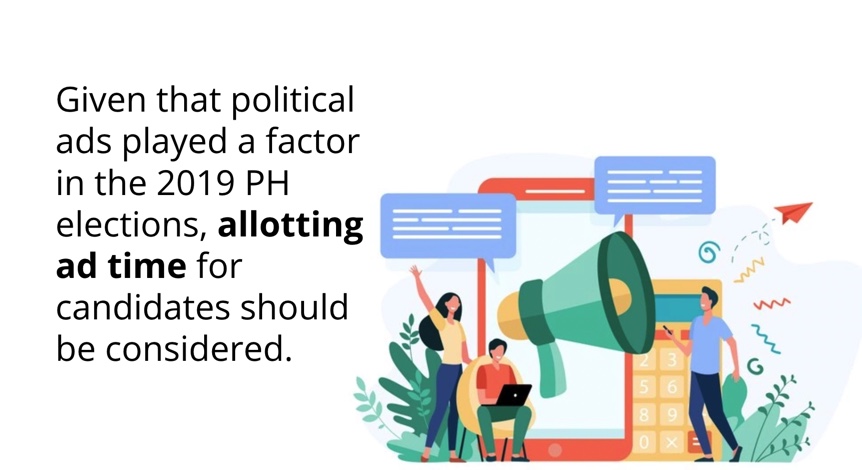 Given that political
ads played a factor
in the 2019 PH
elections, allotting
ad time for
candidates should
be considered.
2 3
5 6
8 9
0 × =